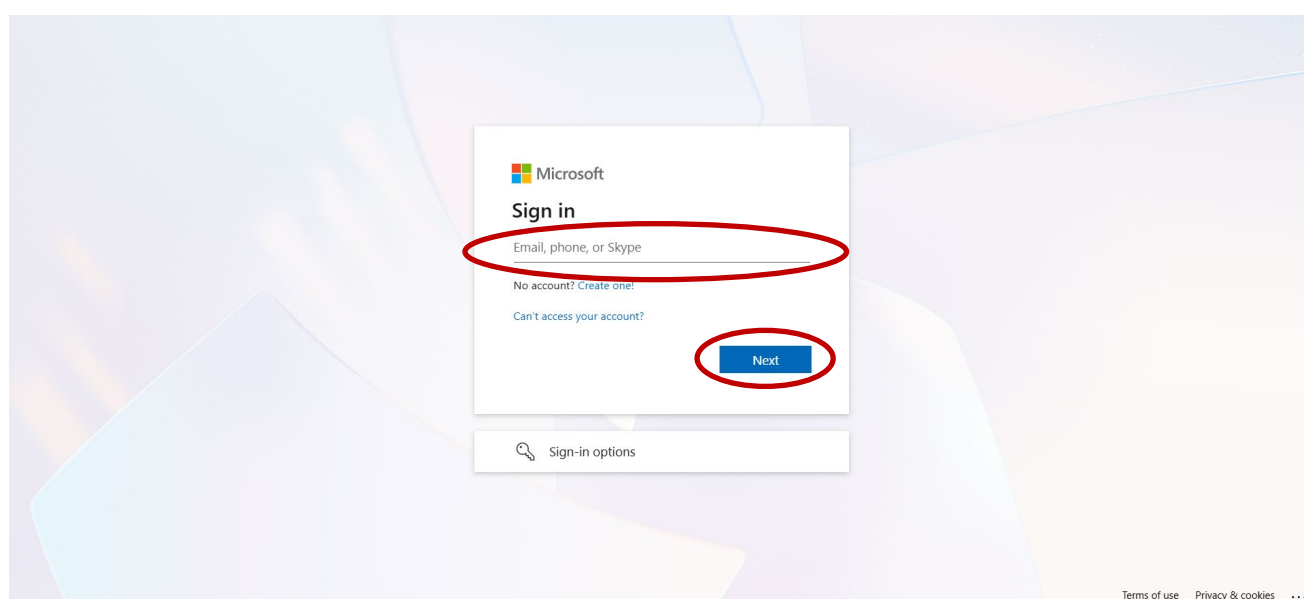 Microsoft
Sign in
Email, phone, or Skype
No account? Create one!
Can't access your account?
Next
Sign-in options
Terms of use Privacy & cookies ...